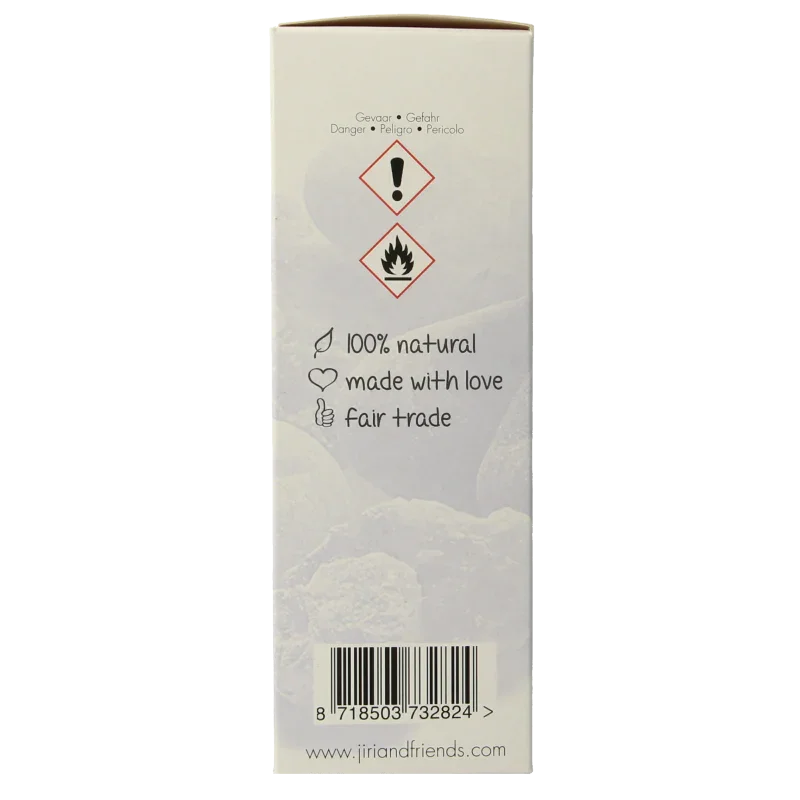 Gevaar • Gefahr
Danger • Peligro • Pericolo
100% natural
made with love
fair trade
8 718503 732824 >
www.jiriandfriends.com